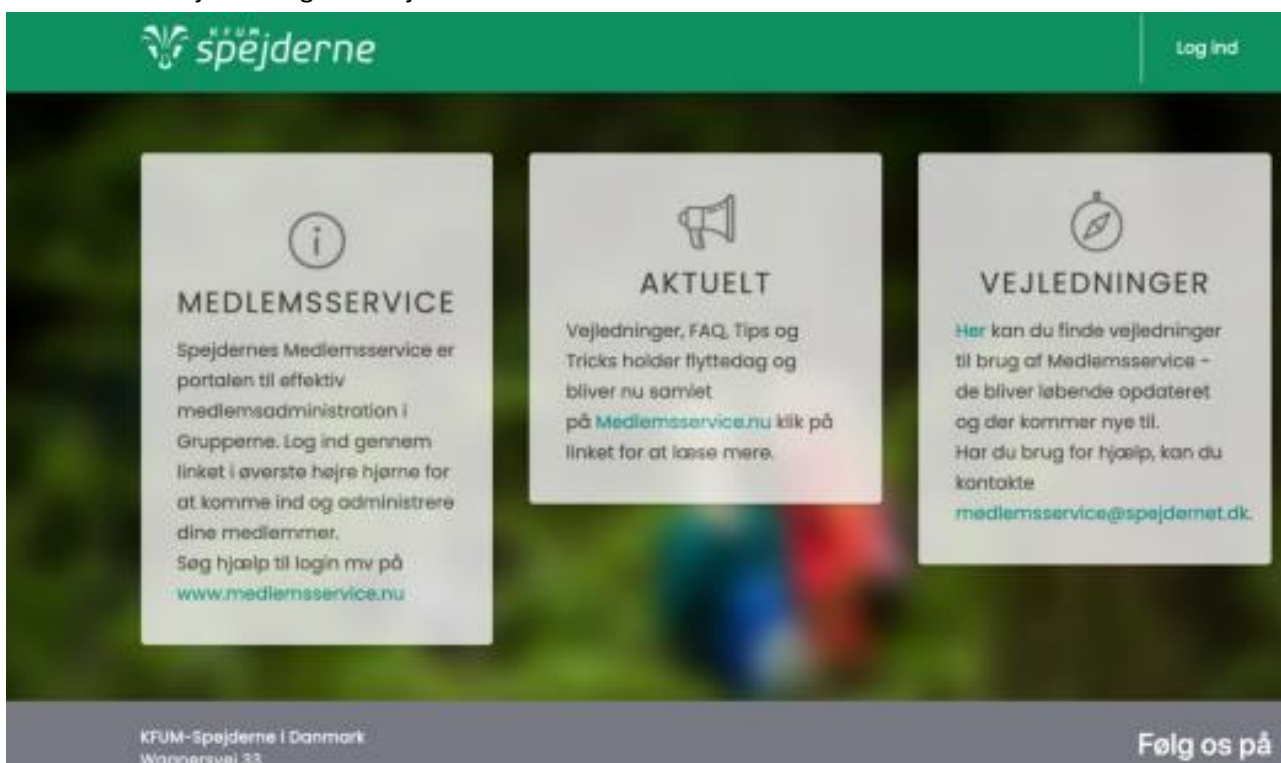 KFUM
spejderne
Log ind
MEDLEMSSERVICE
Spejdernes Medlemsservice er
portalen til effektiv
medlemsadministration i
Grupperne. Log ind gennem
linket i øverste højre hjørne for
at komme ind og administrere
dine medlemmer.
Søg hjælp til login mv på
www.medlemsservice.nu
AKTUELT
Vejledninger, FAQ, Tips og
Tricks holder flyttedag og
bliver nu samlet
på Medlemsservice.nu klik på
linket for at læse mere.
VEJLEDNINGER
Her kan du finde vejledninger
til brug af Medlemsservice -
de bliver løbende opdateret
og der kommer nye til.
Har du brug for hjælp, kan du
kontakte
medlemsservice@spejdernet.dk.
KFUM-Spejderne i Danmark
Wagnersvej 33
Følg os på